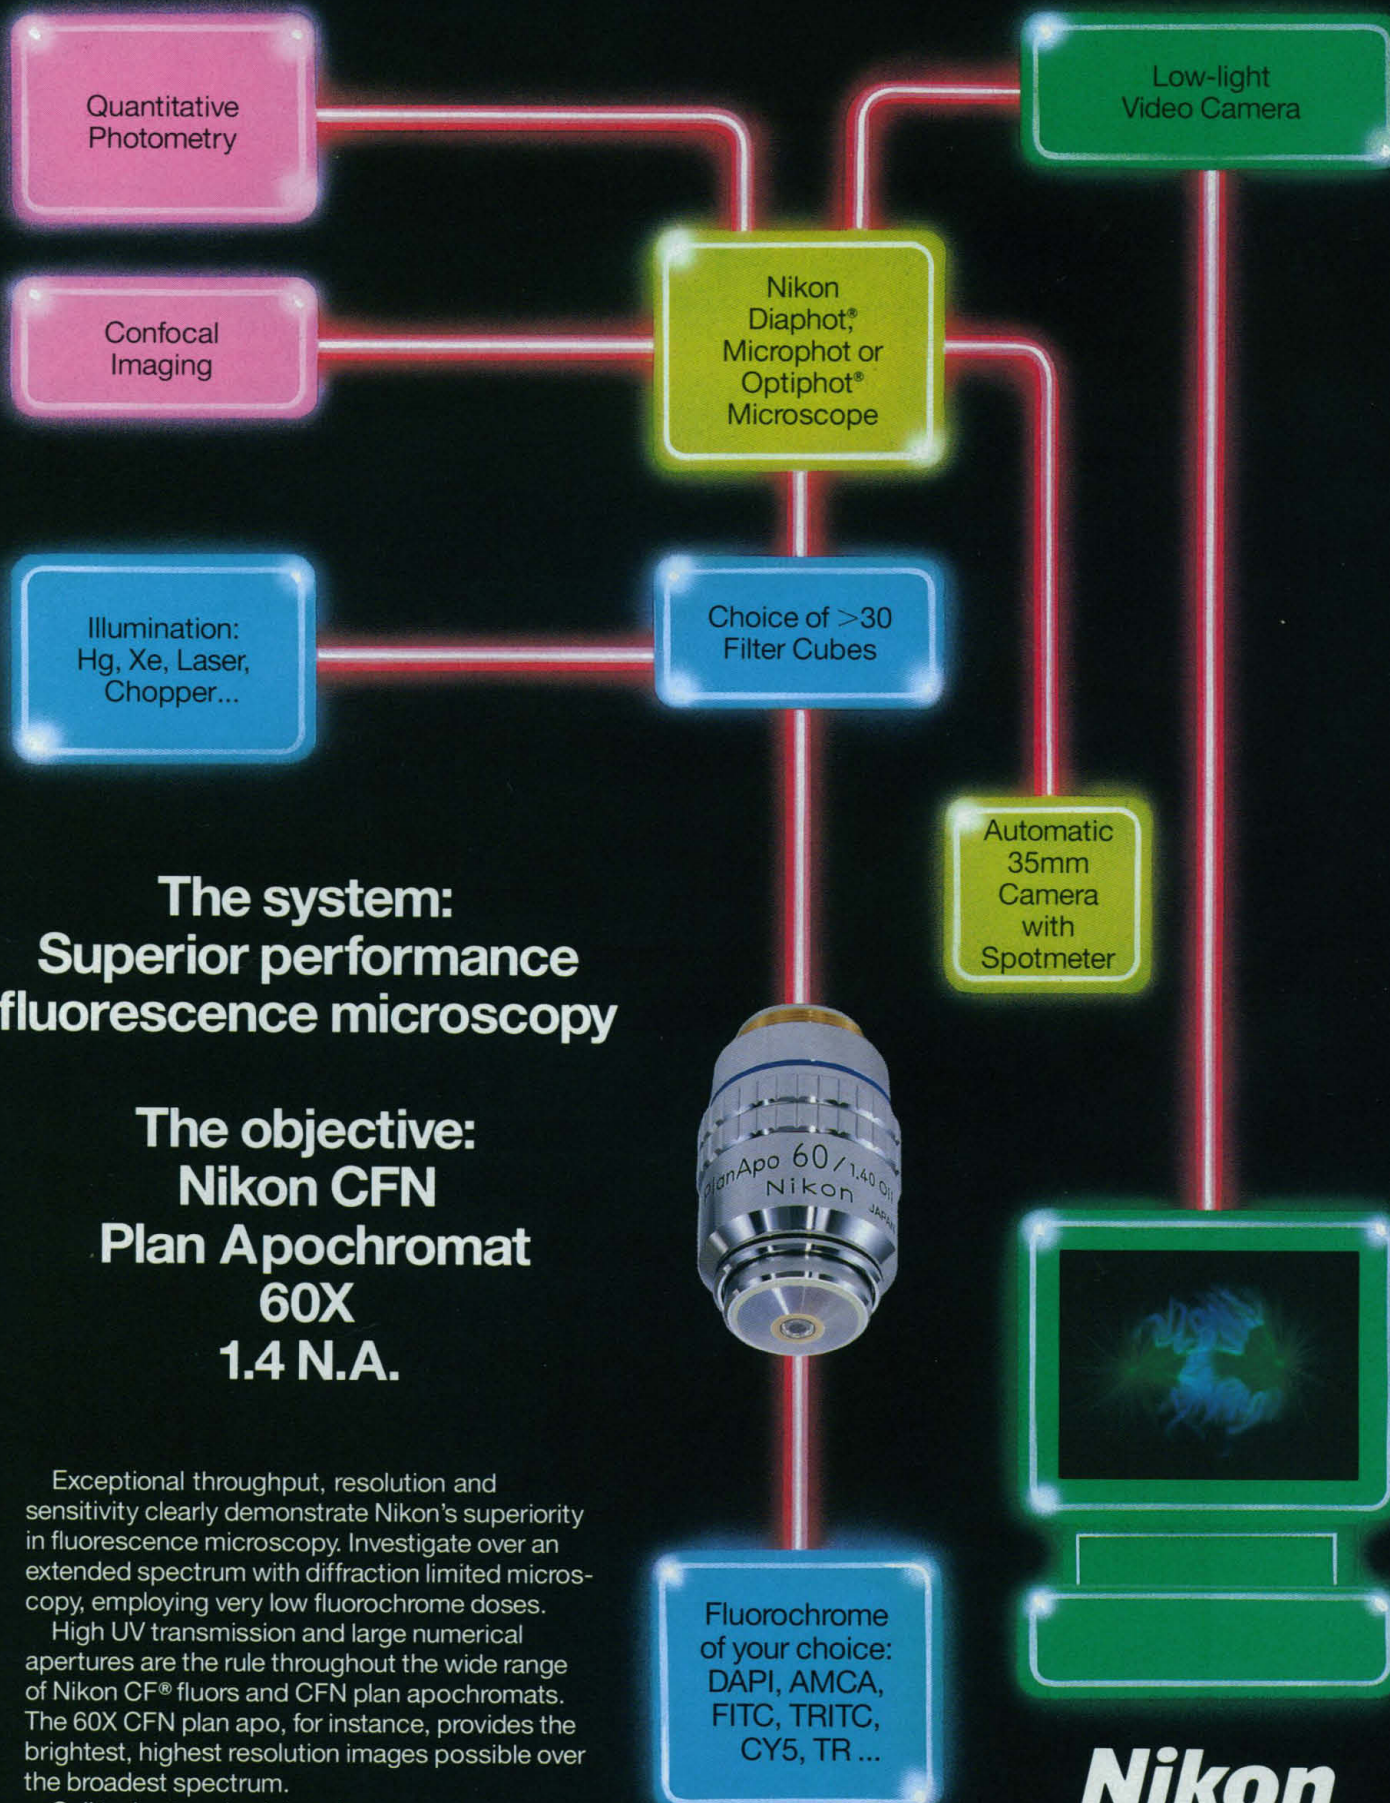 Quantitative
Photometry
Low-light
Video Camera
Nikon
Diaphot,®
Microphot or
Optiphot®
Microscope
Confocal
Imaging
Illumination:
Hg, Xe, Laser,
Chopper...
Choice of >30
Filter Cubes
Automatic
35mm
Camera
with
Spotmeter
The system:
Superior performance
fluorescence microscopy
The objective:
Nikon CFN
Plan Apochromat
60X
1.4 N.A.
PlanApo 60/1.40 Oil
Nikon
JAPAN
Exceptional throughput, resolution and
sensitivity clearly demonstrate Nikon's superiority
in fluorescence microscopy. Investigate over an
extended spectrum with diffraction limited micros-
copy, employing very low fluorochrome doses.
High UV transmission and large numerical
apertures are the rule throughout the wide range
of Nikon CF® fluors and CFN plan apochromats.
The 60X CFN plan apo, for instance, provides the
brightest, highest resolution images possible over
the broadest spectrum.
Fluorochrome
of your choice:
DAPI, AMCA,
FITC, TRITC,
CY5, TR ...
Nikon